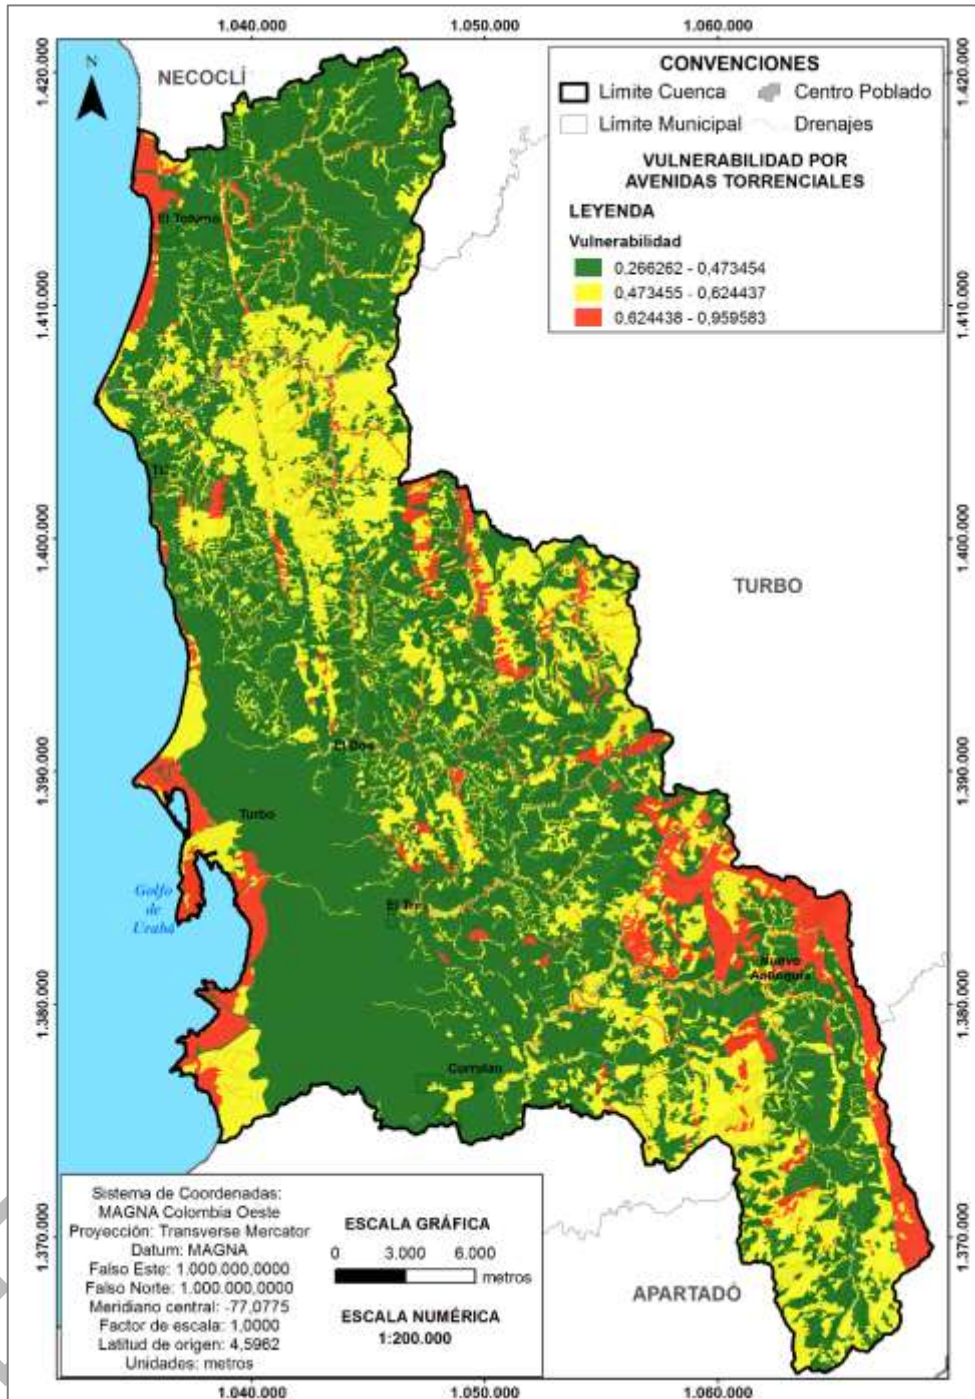 1.040.000
1.050.000
1.060.000
1.420.000
1.420.000
NECOCLÍ
N
CONVENCIONES
Límite Cuenca
Centro Poblado
Límite Municipal
Drenajes
VULNERABILIDAD POR
AVENIDAS TORRENCIALES
LEYENDA
Vulnerabilidad
0,266262 - 0,473454
0,473455 - 0,624437
0,624438 - 0,959583
El Totumo
1.410.000
1.410.000
1.400.000
1.400.000
TURBO
El Dos
1.390.000
1.390.000
Turbo
Golfo
de
Urabá
El Tres
Nueva
Antioquia
1.380.000
1.380.000
Currulao
1.370.000
1.370.000
APARTADÓ
Sistema de Coordenadas:
MAGNA Colombia Oeste
Proyección: Transverse Mercator
Datum: MAGNA
Falso Este: 1.000.000,0000
Falso Norte: 1.000.000,0000
Meridiano central: -77,0775
Factor de escala: 1,0000
Latitud de origen: 4,5962
Unidades: metros
ESCALA GRÁFICA
0 3.000 6.000
metros
ESCALA NUMÉRICA
1:200.000
1.040.000
1.050.000
1.060.000